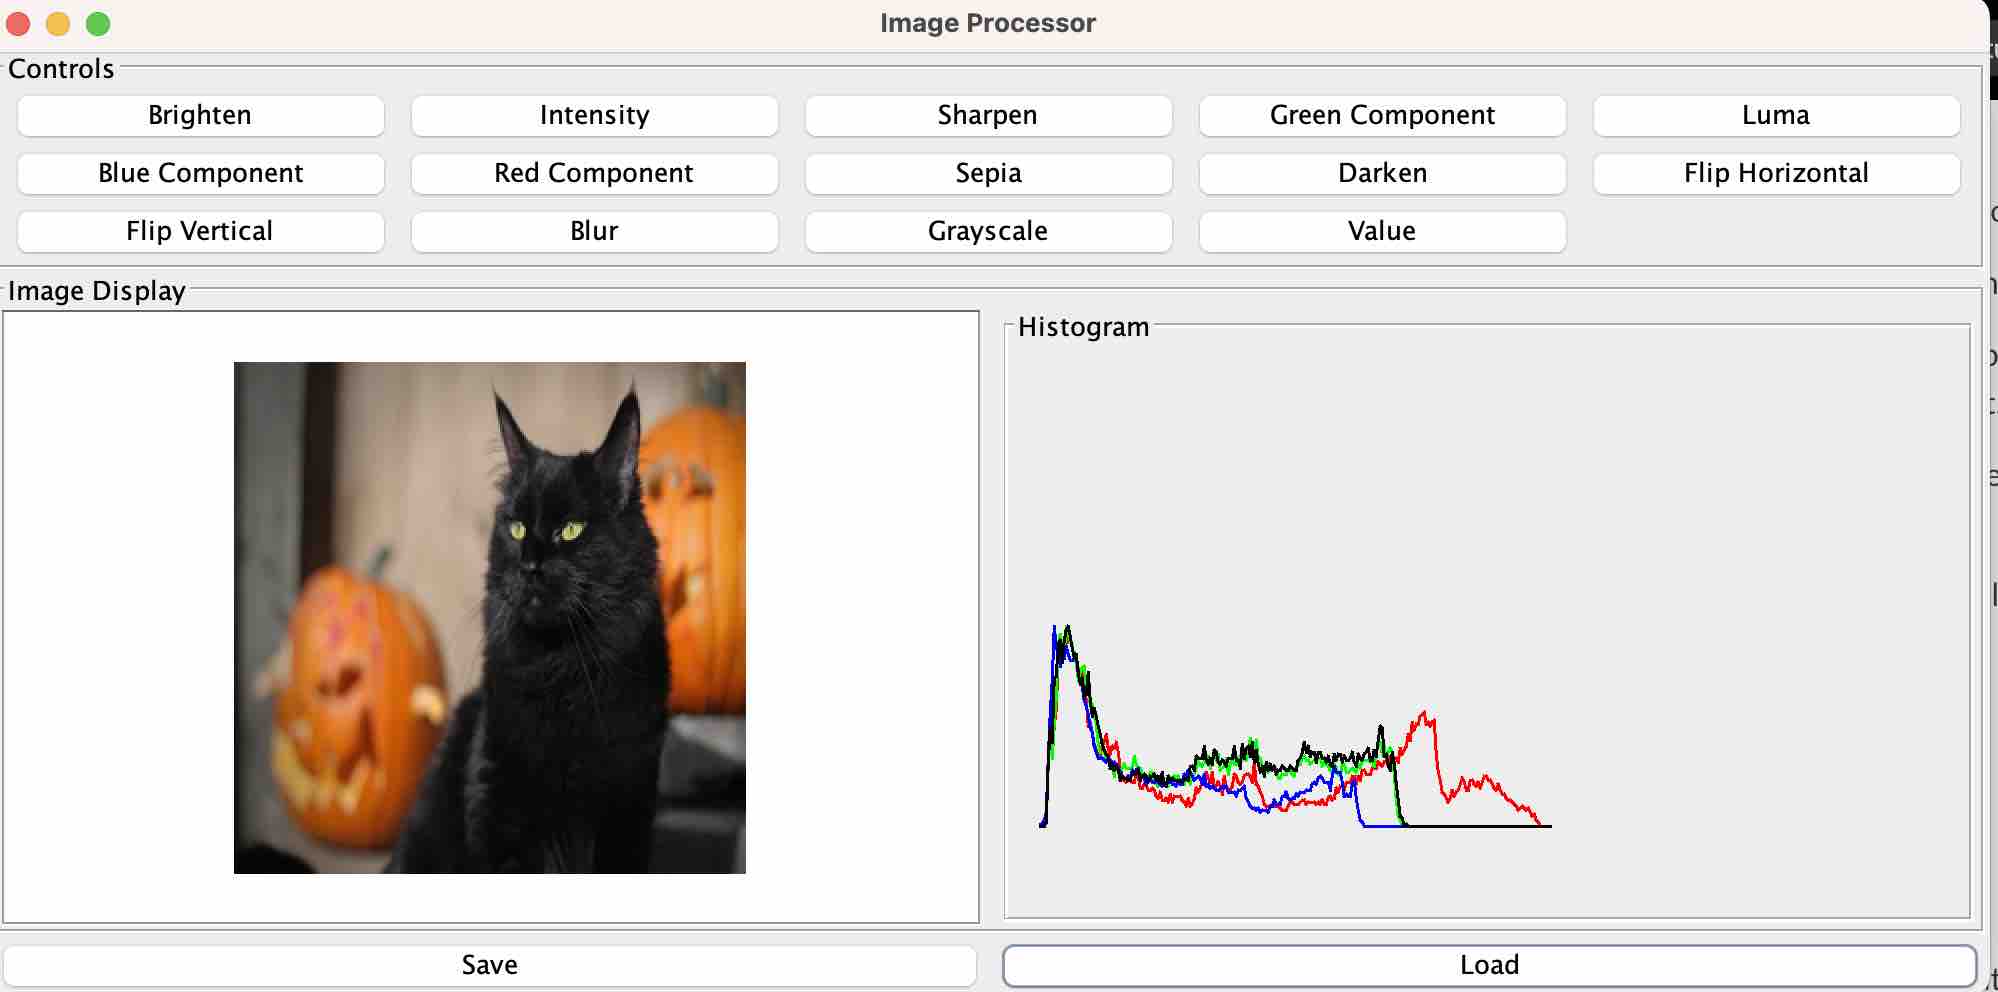 Image Processor
Controls
Brighten Intensity Sharpen Green Component Luma
Blue Component Red Component Sepia Darken Flip Horizontal
Flip Vertical Blur Grayscale Value
Image Display
Histogram
Save Load